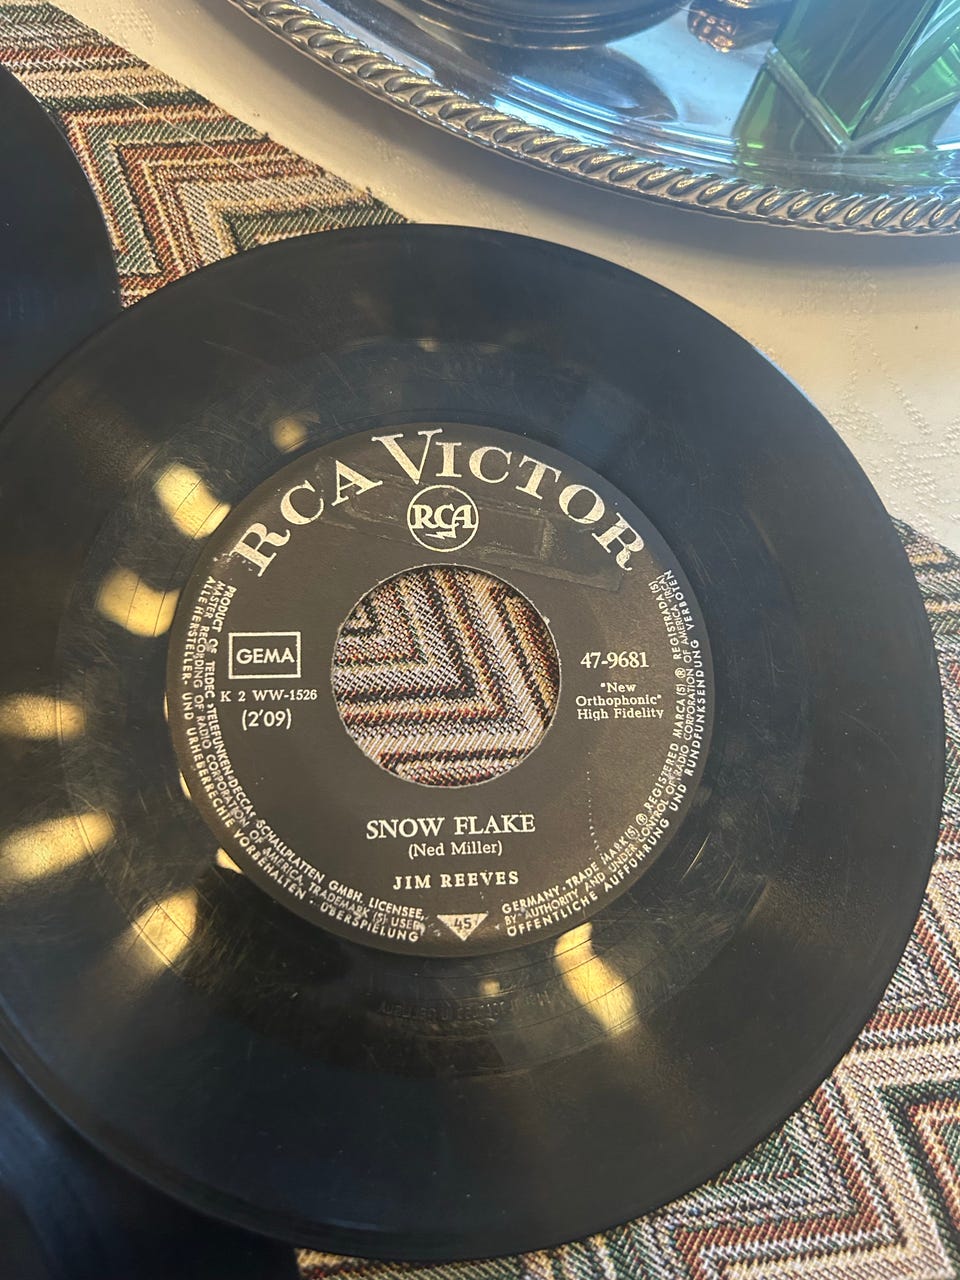 RCA VICTOR
RCA
GEMA
K 2 WW-1526
(2'09)
47-9681
"New
Orthophonic"
High Fidelity
SNOW FLAKE
(Ned Miller)
JIM REEVES
45
PRODUCT OF TELDEC •TELEFUNKEN-DECCA• SCHALLPLATTEN GMBH. LICENSEE, GERMANY. TRADE MARK(S) ® REGISTERED MARCA(S) ® REGISTRADA(S)
MASTER RECORDING OF RADIO CORPORATION OF AMERICA TRADEMARK (S) USED BY AUTHORITY AND UNDER CONTROL OF RADIO CORPORATION OF AMERICA
ALLE HERSTELLER- UND URHEBERRECHTE VORBEHALTEN • ÜBERSPIELUNG ÖFFENTLICHE AUFFÜHRUNG UND RUNDFUNKSENDUNG VERBOTEN